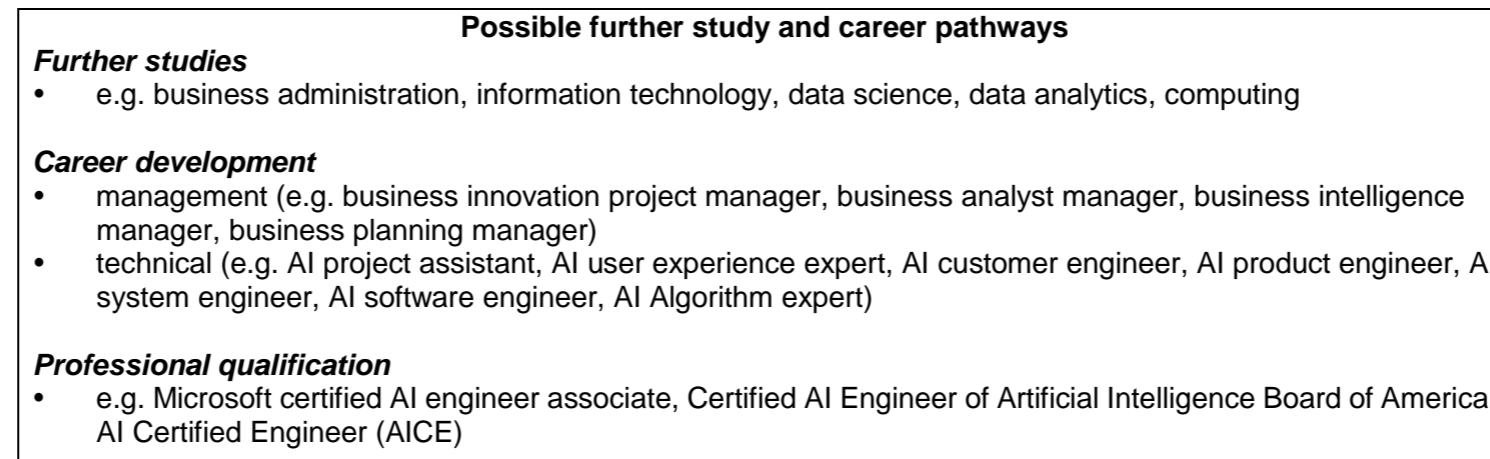 Possible further study and career pathways
Further studies
• e.g. business administration, information technology, data science, data analytics, computing
Career development
• management (e.g. business innovation project manager, business analyst manager, business intelligence
manager, business planning manager)
• technical (e.g. AI project assistant, AI user experience expert, AI customer engineer, AI product engineer, A
system engineer, AI software engineer, AI Algorithm expert)
Professional qualification
• e.g. Microsoft certified AI engineer associate, Certified AI Engineer of Artificial Intelligence Board of America
AI Certified Engineer (AICE)